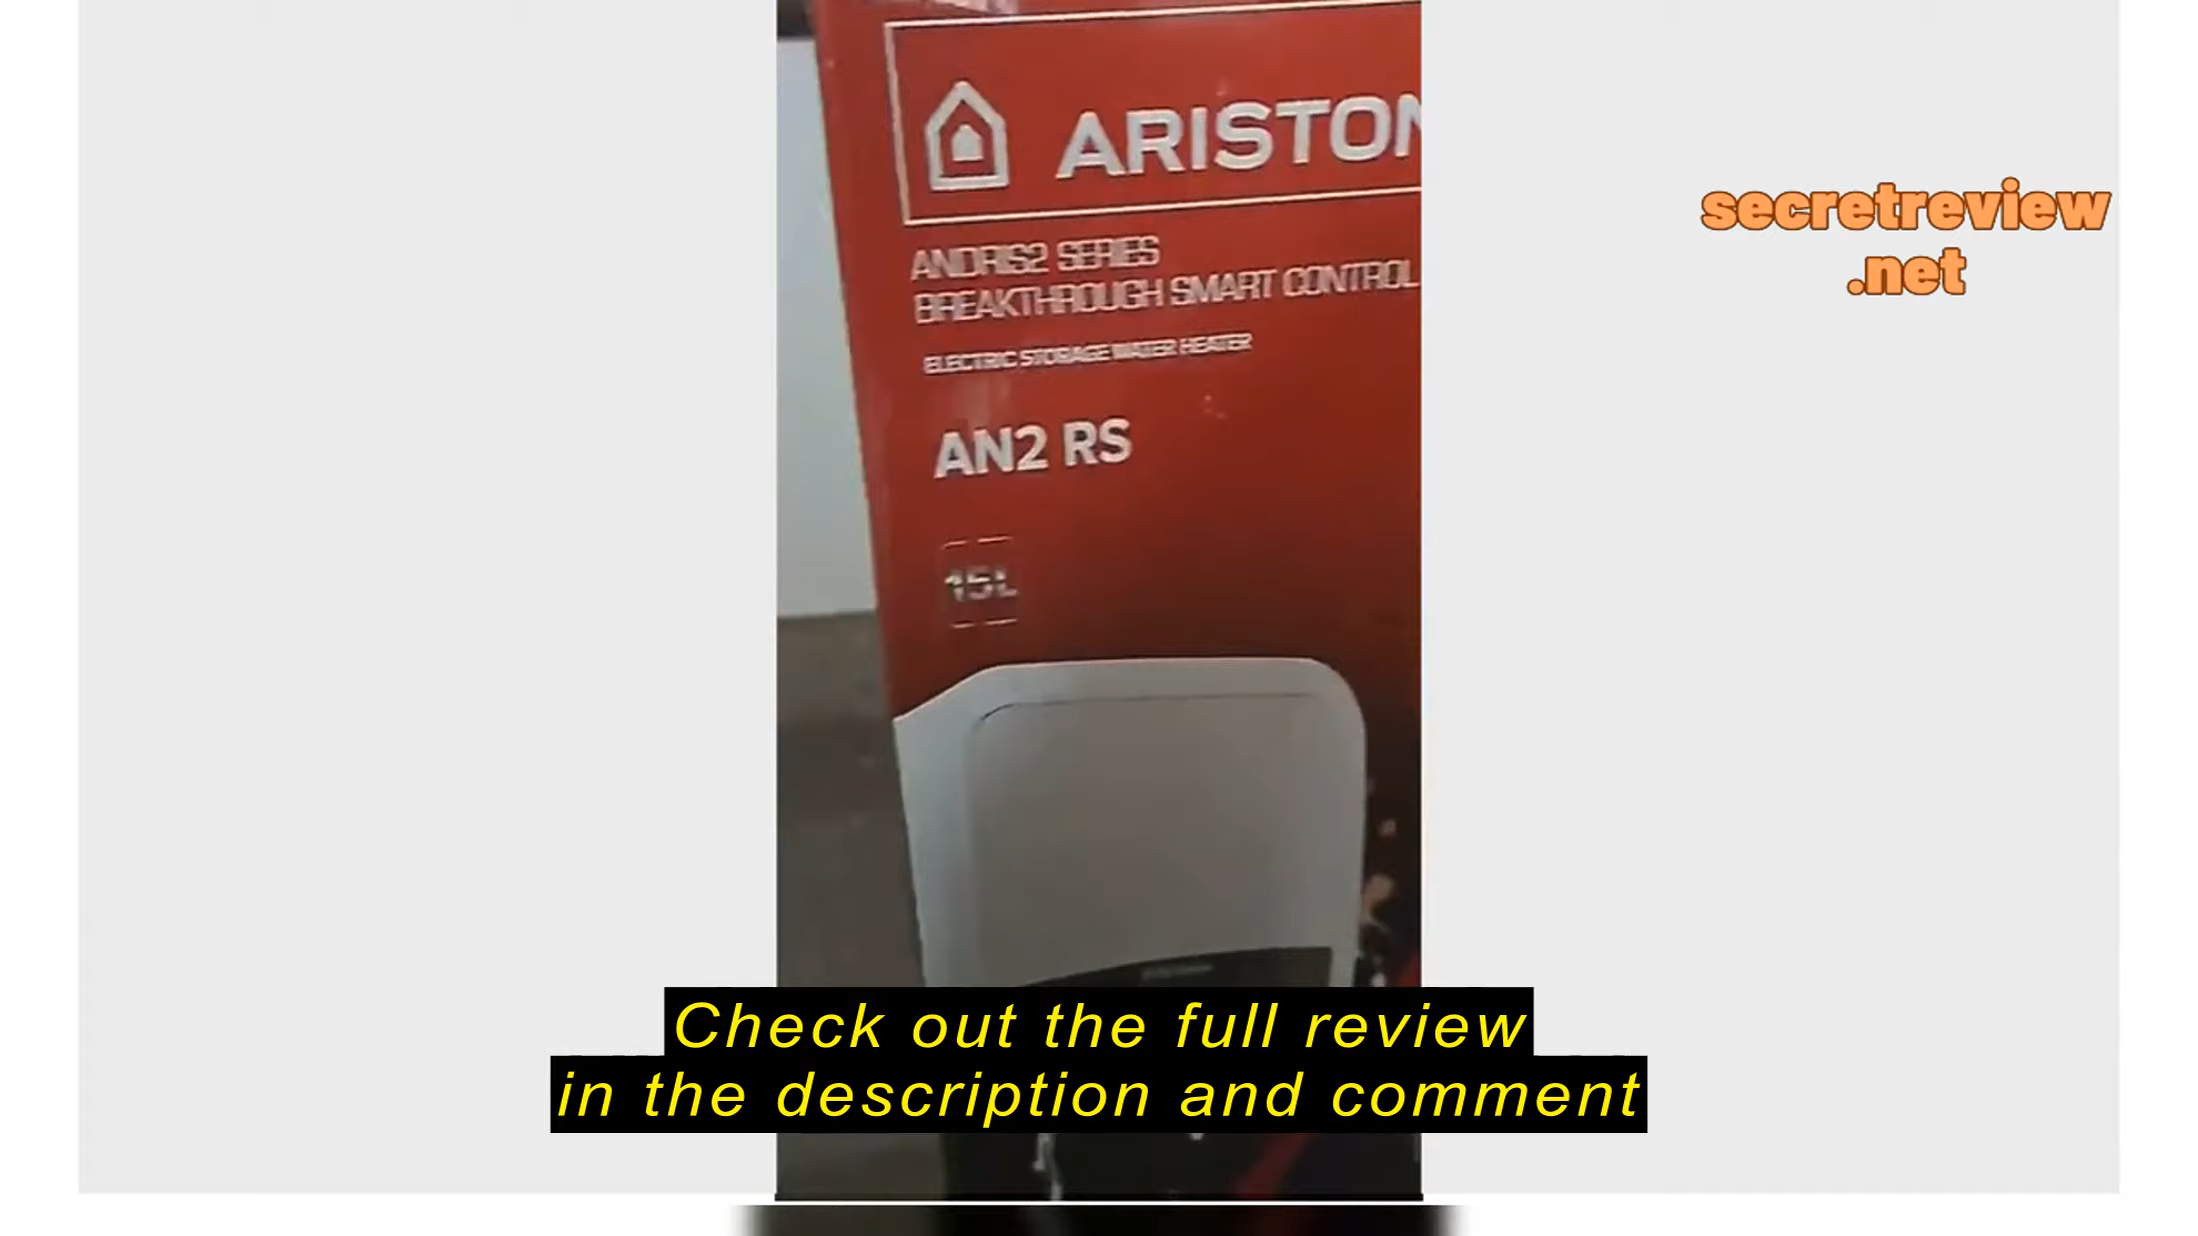 ARISTON
secretreview
.net
ANDRIS2 SERIES
BREAKTHROUGH SMART CONTROL
ELECTRIC STORAGE WATER HEATER
AN2 RS
15L
Check out the full review
in the description and comment